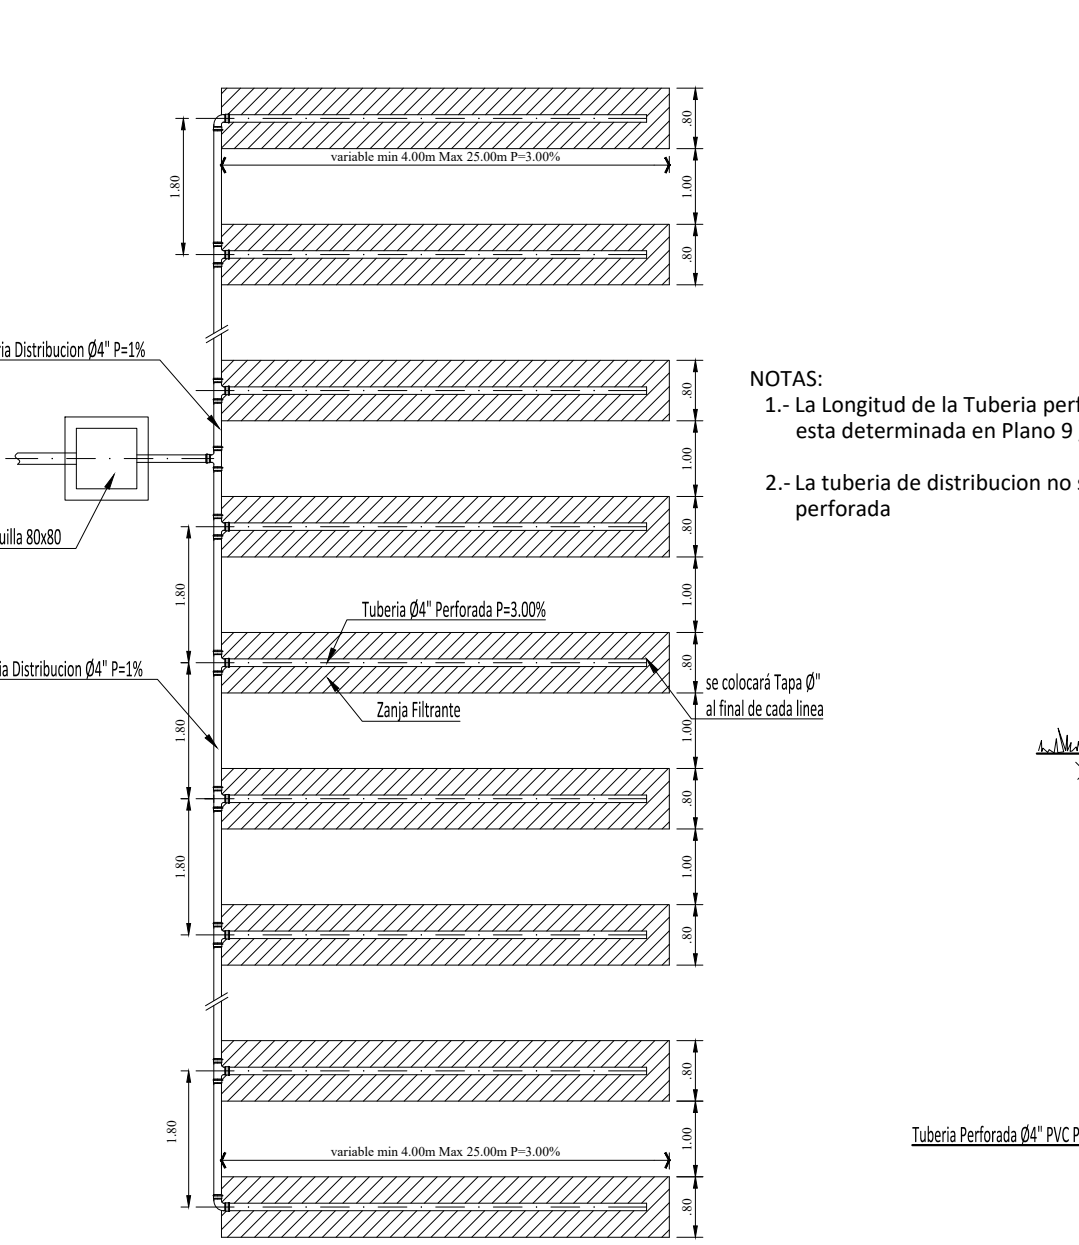 .80
variable min 4.00m Max 25.00m P=3.00%
1.80
1.00
.80
ria Distribucion Ø4" P=1%
.80
NOTAS:
1.- La Longitud de la Tuberia perf
esta determinada en Plano 9
1.00
2.- La tuberia de distribucion no s
perforada
.80
uilla 80x80
1.80
1.00
Tuberia Ø4" Perforada P=3.00%
.80
ia Distribucion Ø4" P=1%
se colocará Tapa Ø"
al final de cada linea
Zanja Filtrante
1.80
1.00
.80
1.80
1.00
.80
.80
1.80
1.00
Tuberia Perforada Ø4" PVC P
variable min 4.00m Max 25.00m P=3.00%
.80